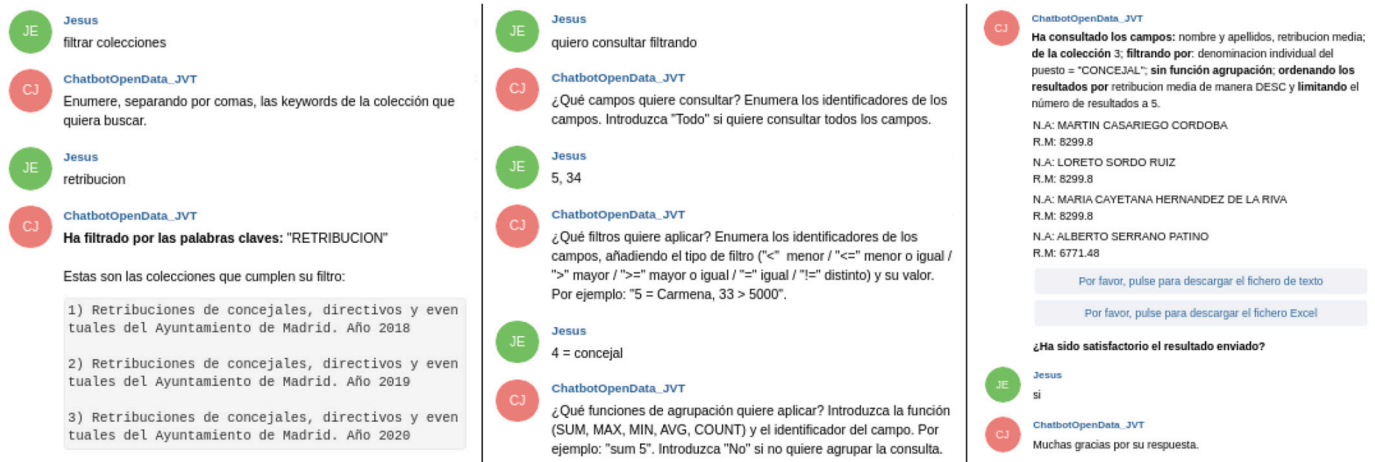 JE
Jesus
filtrar colecciones
CJ
ChatbotOpenData_JVT
Enumere, separando por comas, las keywords de la colección que
quiera buscar.
JE
Jesus
retribucion
CJ
ChatbotOpenData_JVT
Ha filtrado por las palabras claves: "RETRIBUCION"
Estas son las colecciones que cumplen su filtro:
1) Retribuciones de concejales, directivos y even
tuales del Ayuntamiento de Madrid. Año 2018
2) Retribuciones de concejales, directivos y even
tuales del Ayuntamiento de Madrid. Año 2019
3) Retribuciones de concejales, directivos y even
tuales del Ayuntamiento de Madrid. Año 2020
JE
Jesus
quiero consultar filtrando
CJ
ChatbotOpenData_JVT
¿Qué campos quiere consultar? Enumera los identificadores de los
campos. Introduzca "Todo" si quiere consultar todos los campos.
JE
Jesus
5, 34
CJ
ChatbotOpenData_JVT
¿Qué filtros quiere aplicar? Enumera los identificadores de los
campos, añadiendo el tipo de filtro ("<" menor / "<=" menor o igual /
">" mayor / ">=" mayor o igual / "=" igual / "!=" distinto) y su valor.
Por ejemplo: "5 = Carmena, 33 > 5000".
JE
Jesus
4 = concejal
CJ
ChatbotOpenData_JVT
¿Qué funciones de agrupación quiere aplicar? Introduzca la función
(SUM, MAX, MIN, AVG, COUNT) y el identificador del campo. Por
ejemplo: "sum 5". Introduzca "No" si no quiere agrupar la consulta.
CJ
ChatbotOpenData_JVT
Ha consultado los campos: nombre y apellidos, retribucion media;
de la colección 3; filtrando por: denominacion individual del
puesto = "CONCEJAL"; sin función agrupación; ordenando los
resultados por retribucion media de manera DESC y limitando el
número de resultados a 5.
N.A: MARTIN CASARIEGO CORDOBA
R.M: 8299.8
N.A: LORETO SORDO RUIZ
R.M: 8299.8
N.A: MARIA CAYETANA HERNANDEZ DE LA RIVA
R.M: 8299.8
N.A: ALBERTO SERRANO PATINO
R.M: 6771.48
Por favor, pulse para descargar el fichero de texto
Por favor, pulse para descargar el fichero Excel
¿Ha sido satisfactorio el resultado enviado?
JE
Jesus
si
CJ
ChatbotOpenData_JVT
Muchas gracias por su respuesta.